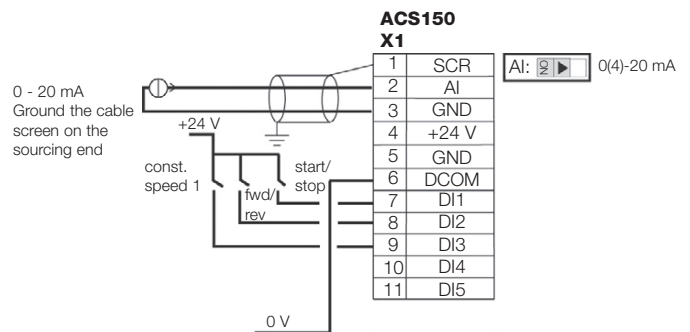 ACS150
X1
1 SCR
2 AI
3 GND
4 +24 V
5 GND
6 DCOM
7 DI1
8 DI2
9 DI3
10 DI4
11 DI5
AI: ON 0(4)-20 mA
0 - 20 mA
Ground the cable
screen on the
sourcing end
+24 V
const.
speed 1
fwd/
rev
start/
stop
0 V